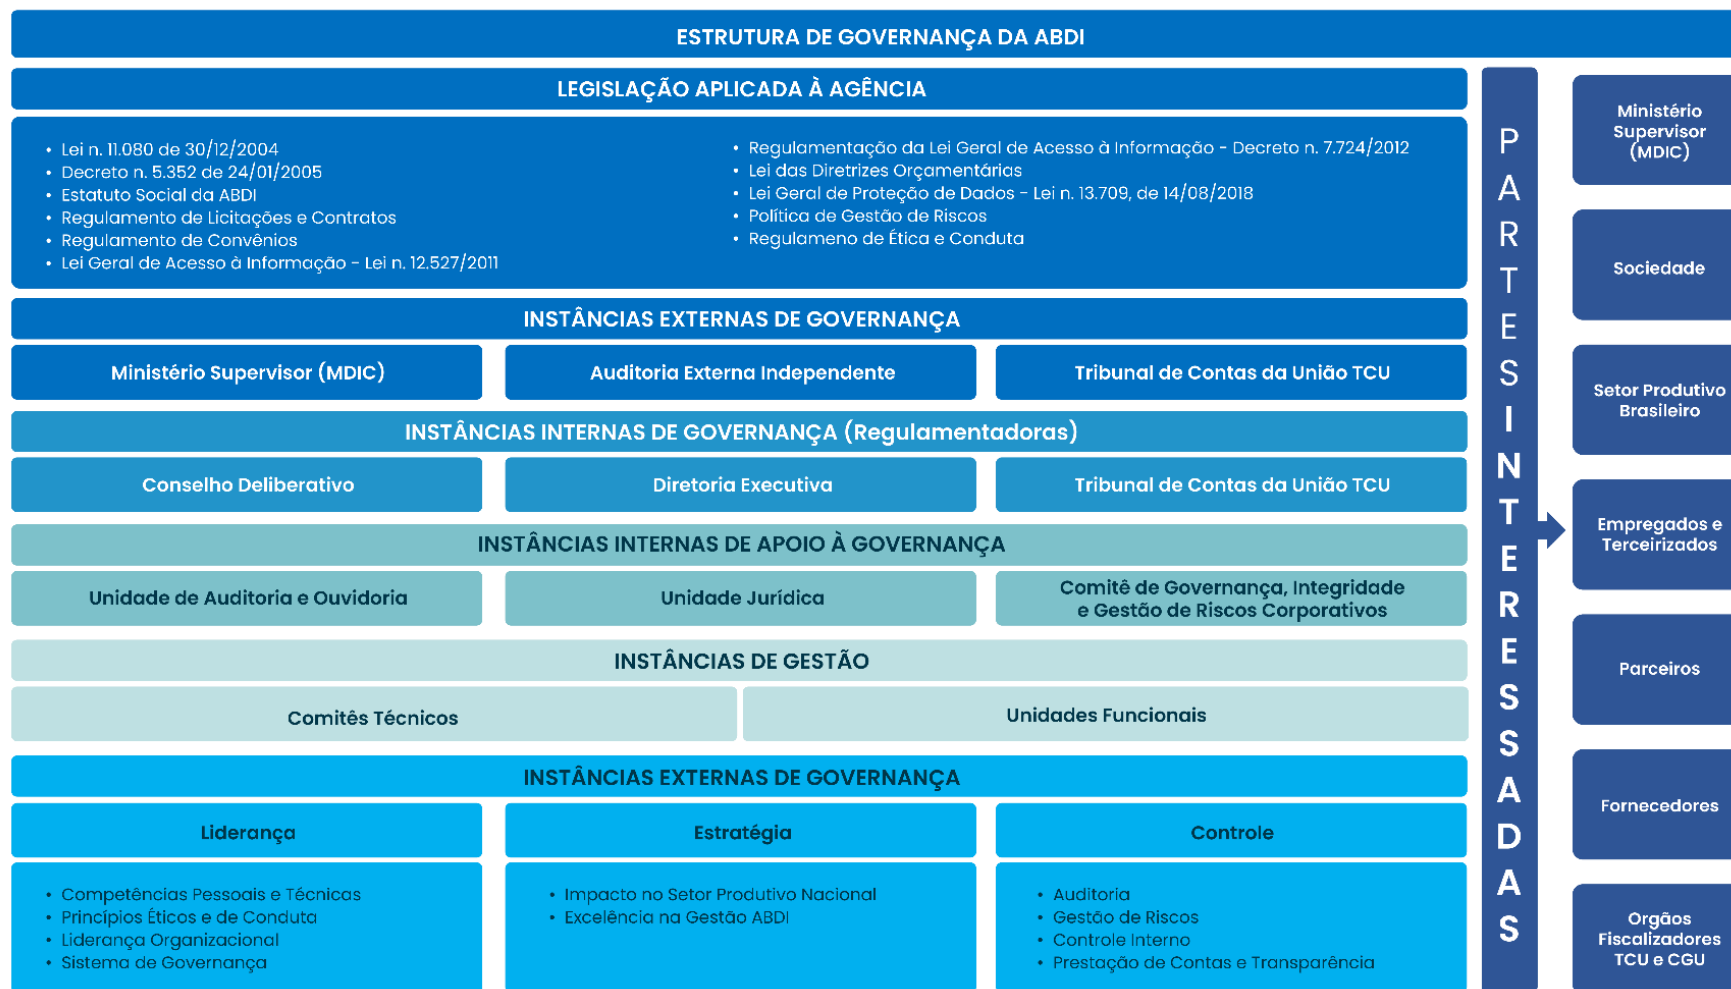 ESTRUTURA DE GOVERNANÇA DA ABDI
LEGISLAÇÃO APLICADA À AGÊNCIA
• Lei n. 11.080 de 30/12/2004
• Decreto n. 5.352 de 24/01/2005
• Estatuto Social da ABDI
• Regulamento de Licitações e Contratos
• Regulamento de Convênios
• Lei Geral de Acesso à Informação - Lei n. 12.527/2011
• Regulamentação da Lei Geral de Acesso à Informação - Decreto n. 7.724/2012
• Lei das Diretrizes Orçamentárias
• Lei Geral de Proteção de Dados - Lei n. 13.709, de 14/08/2018
• Política de Gestão de Riscos
• Regulameno de Ética e Conduta
INSTÂNCIAS EXTERNAS DE GOVERNANÇA
Ministério Supervisor (MDIC)
Auditoria Externa Independente
Tribunal de Contas da União TCU
INSTÂNCIAS INTERNAS DE GOVERNANÇA (Regulamentadoras)
Conselho Deliberativo
Diretoria Executiva
Tribunal de Contas da União TCU
INSTÂNCIAS INTERNAS DE APOIO À GOVERNANÇA
Unidade de Auditoria e Ouvidoria
Unidade Jurídica
Comitê de Governança, Integridade
e Gestão de Riscos Corporativos
INSTÂNCIAS DE GESTÃO
Comitês Técnicos
Unidades Funcionais
INSTÂNCIAS EXTERNAS DE GOVERNANÇA
Liderança
• Competências Pessoais e Técnicas
• Princípios Éticos e de Conduta
• Liderança Organizacional
• Sistema de Governança
Estratégia
• Impacto no Setor Produtivo Nacional
• Excelência na Gestão ABDI
Controle
• Auditoria
• Gestão de Riscos
• Controle Interno
• Prestação de Contas e Transparência
PARTES INTERESSADAS
Ministério
Supervisor
(MDIC)
Sociedade
Setor Produtivo
Brasileiro
Empregados e
Terceirizados
Parceiros
Fornecedores
Orgãos
Fiscalizadores
TCU e CGU